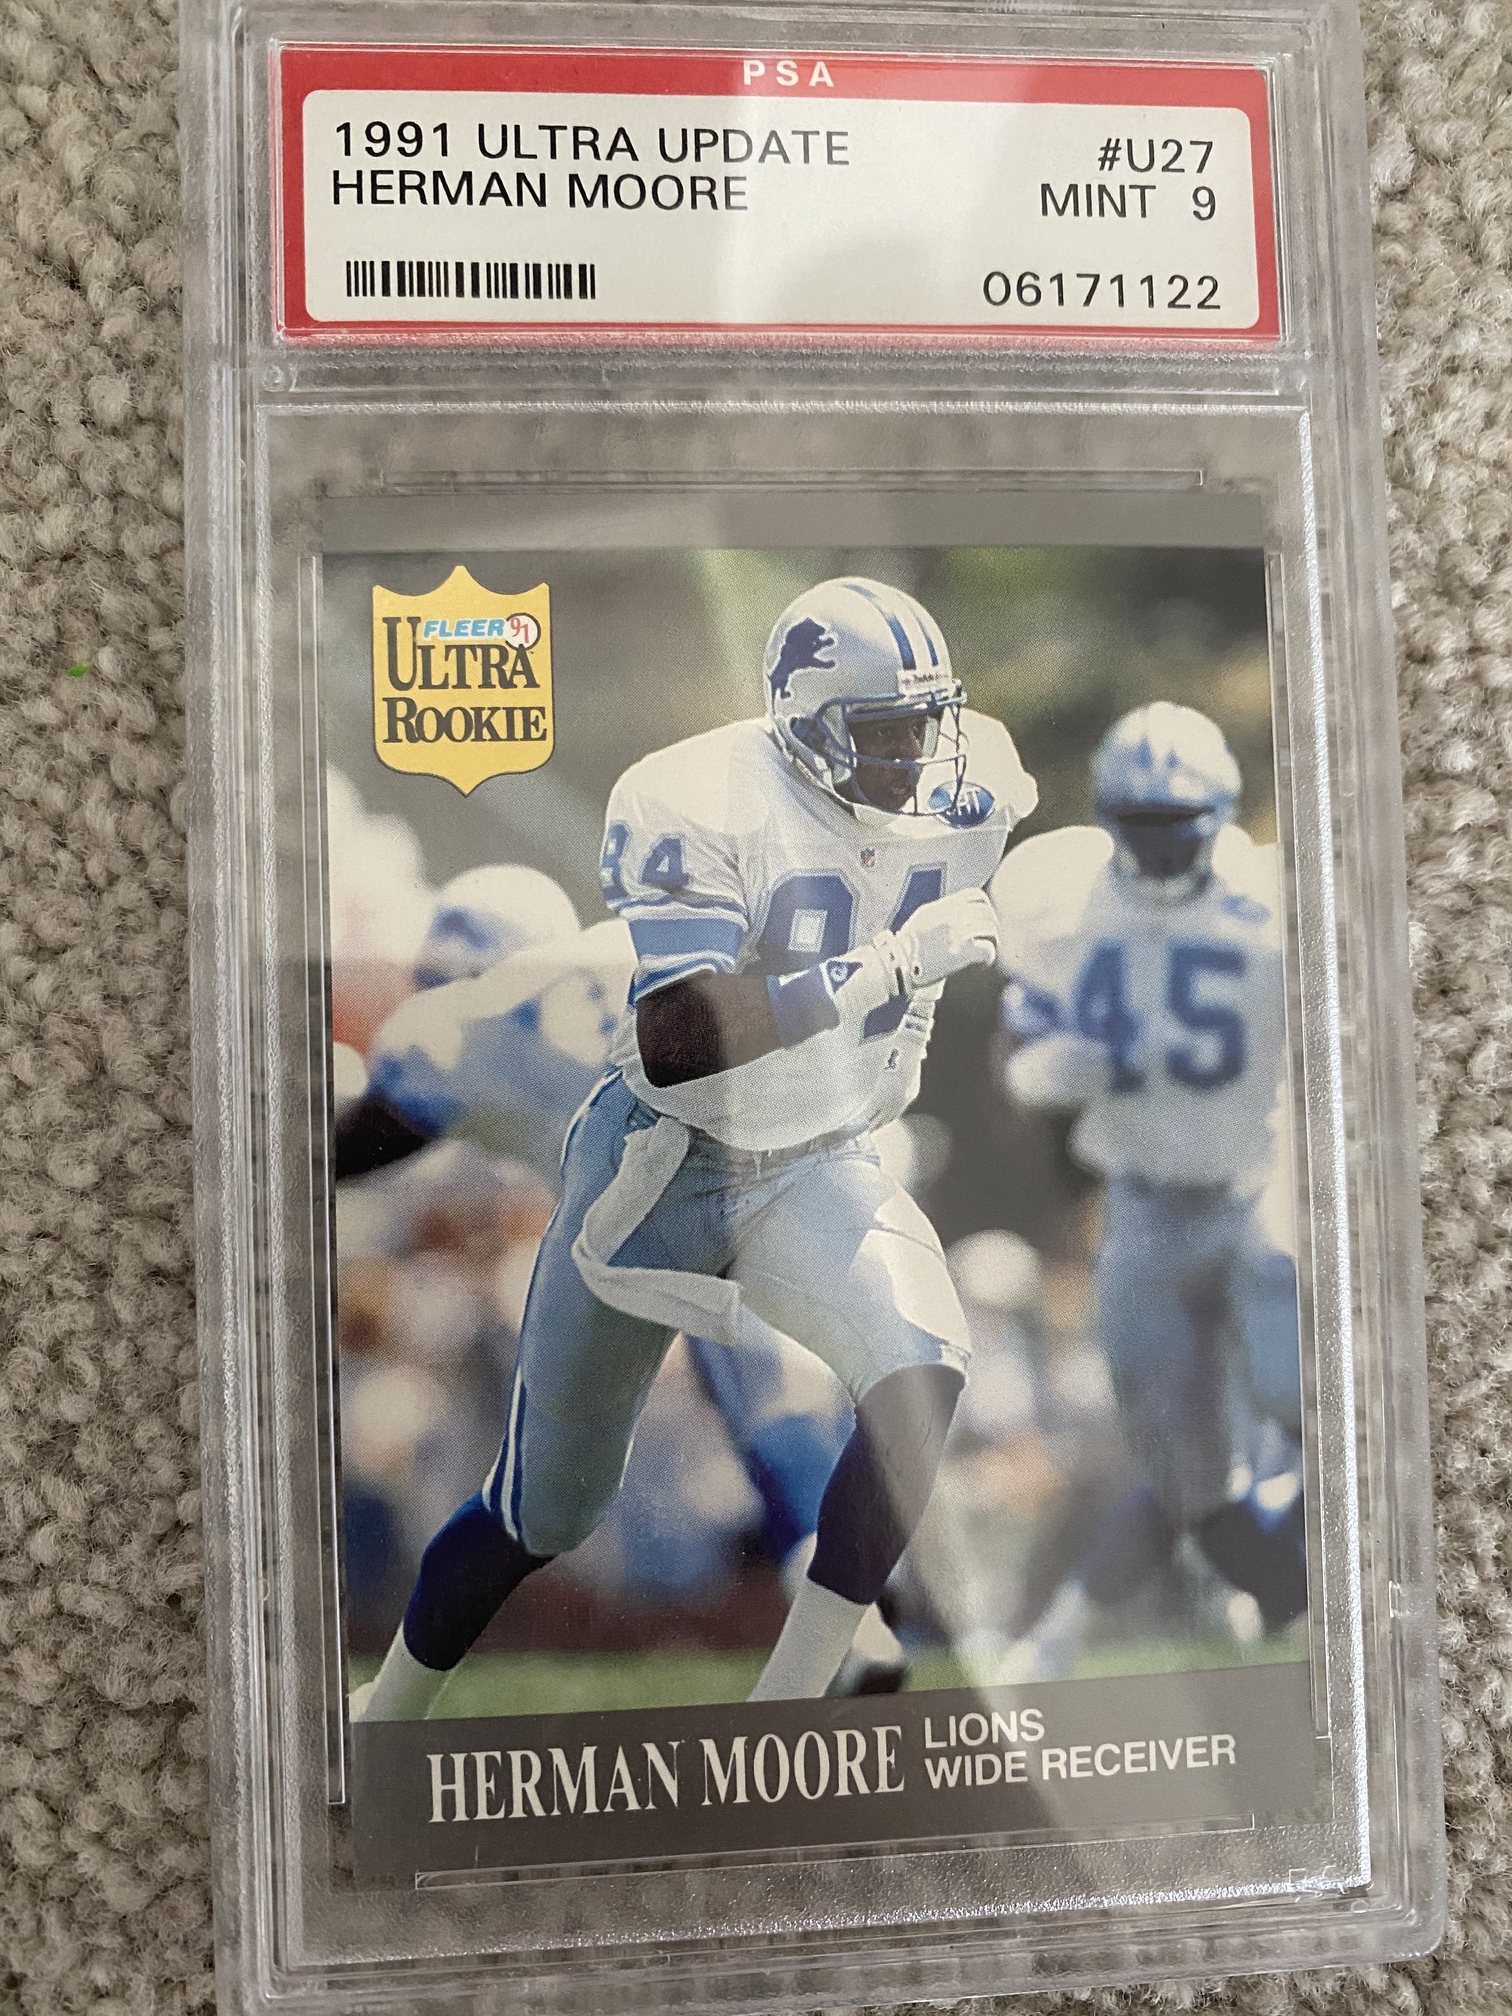 PSA
1991 ULTRA UPDATE #U27
HERMAN MOORE MINT 9
06171122
FLEER 91
ULTRA
ROOKIE
84
84
45
HERMAN MOORE LIONS
WIDE RECEIVER